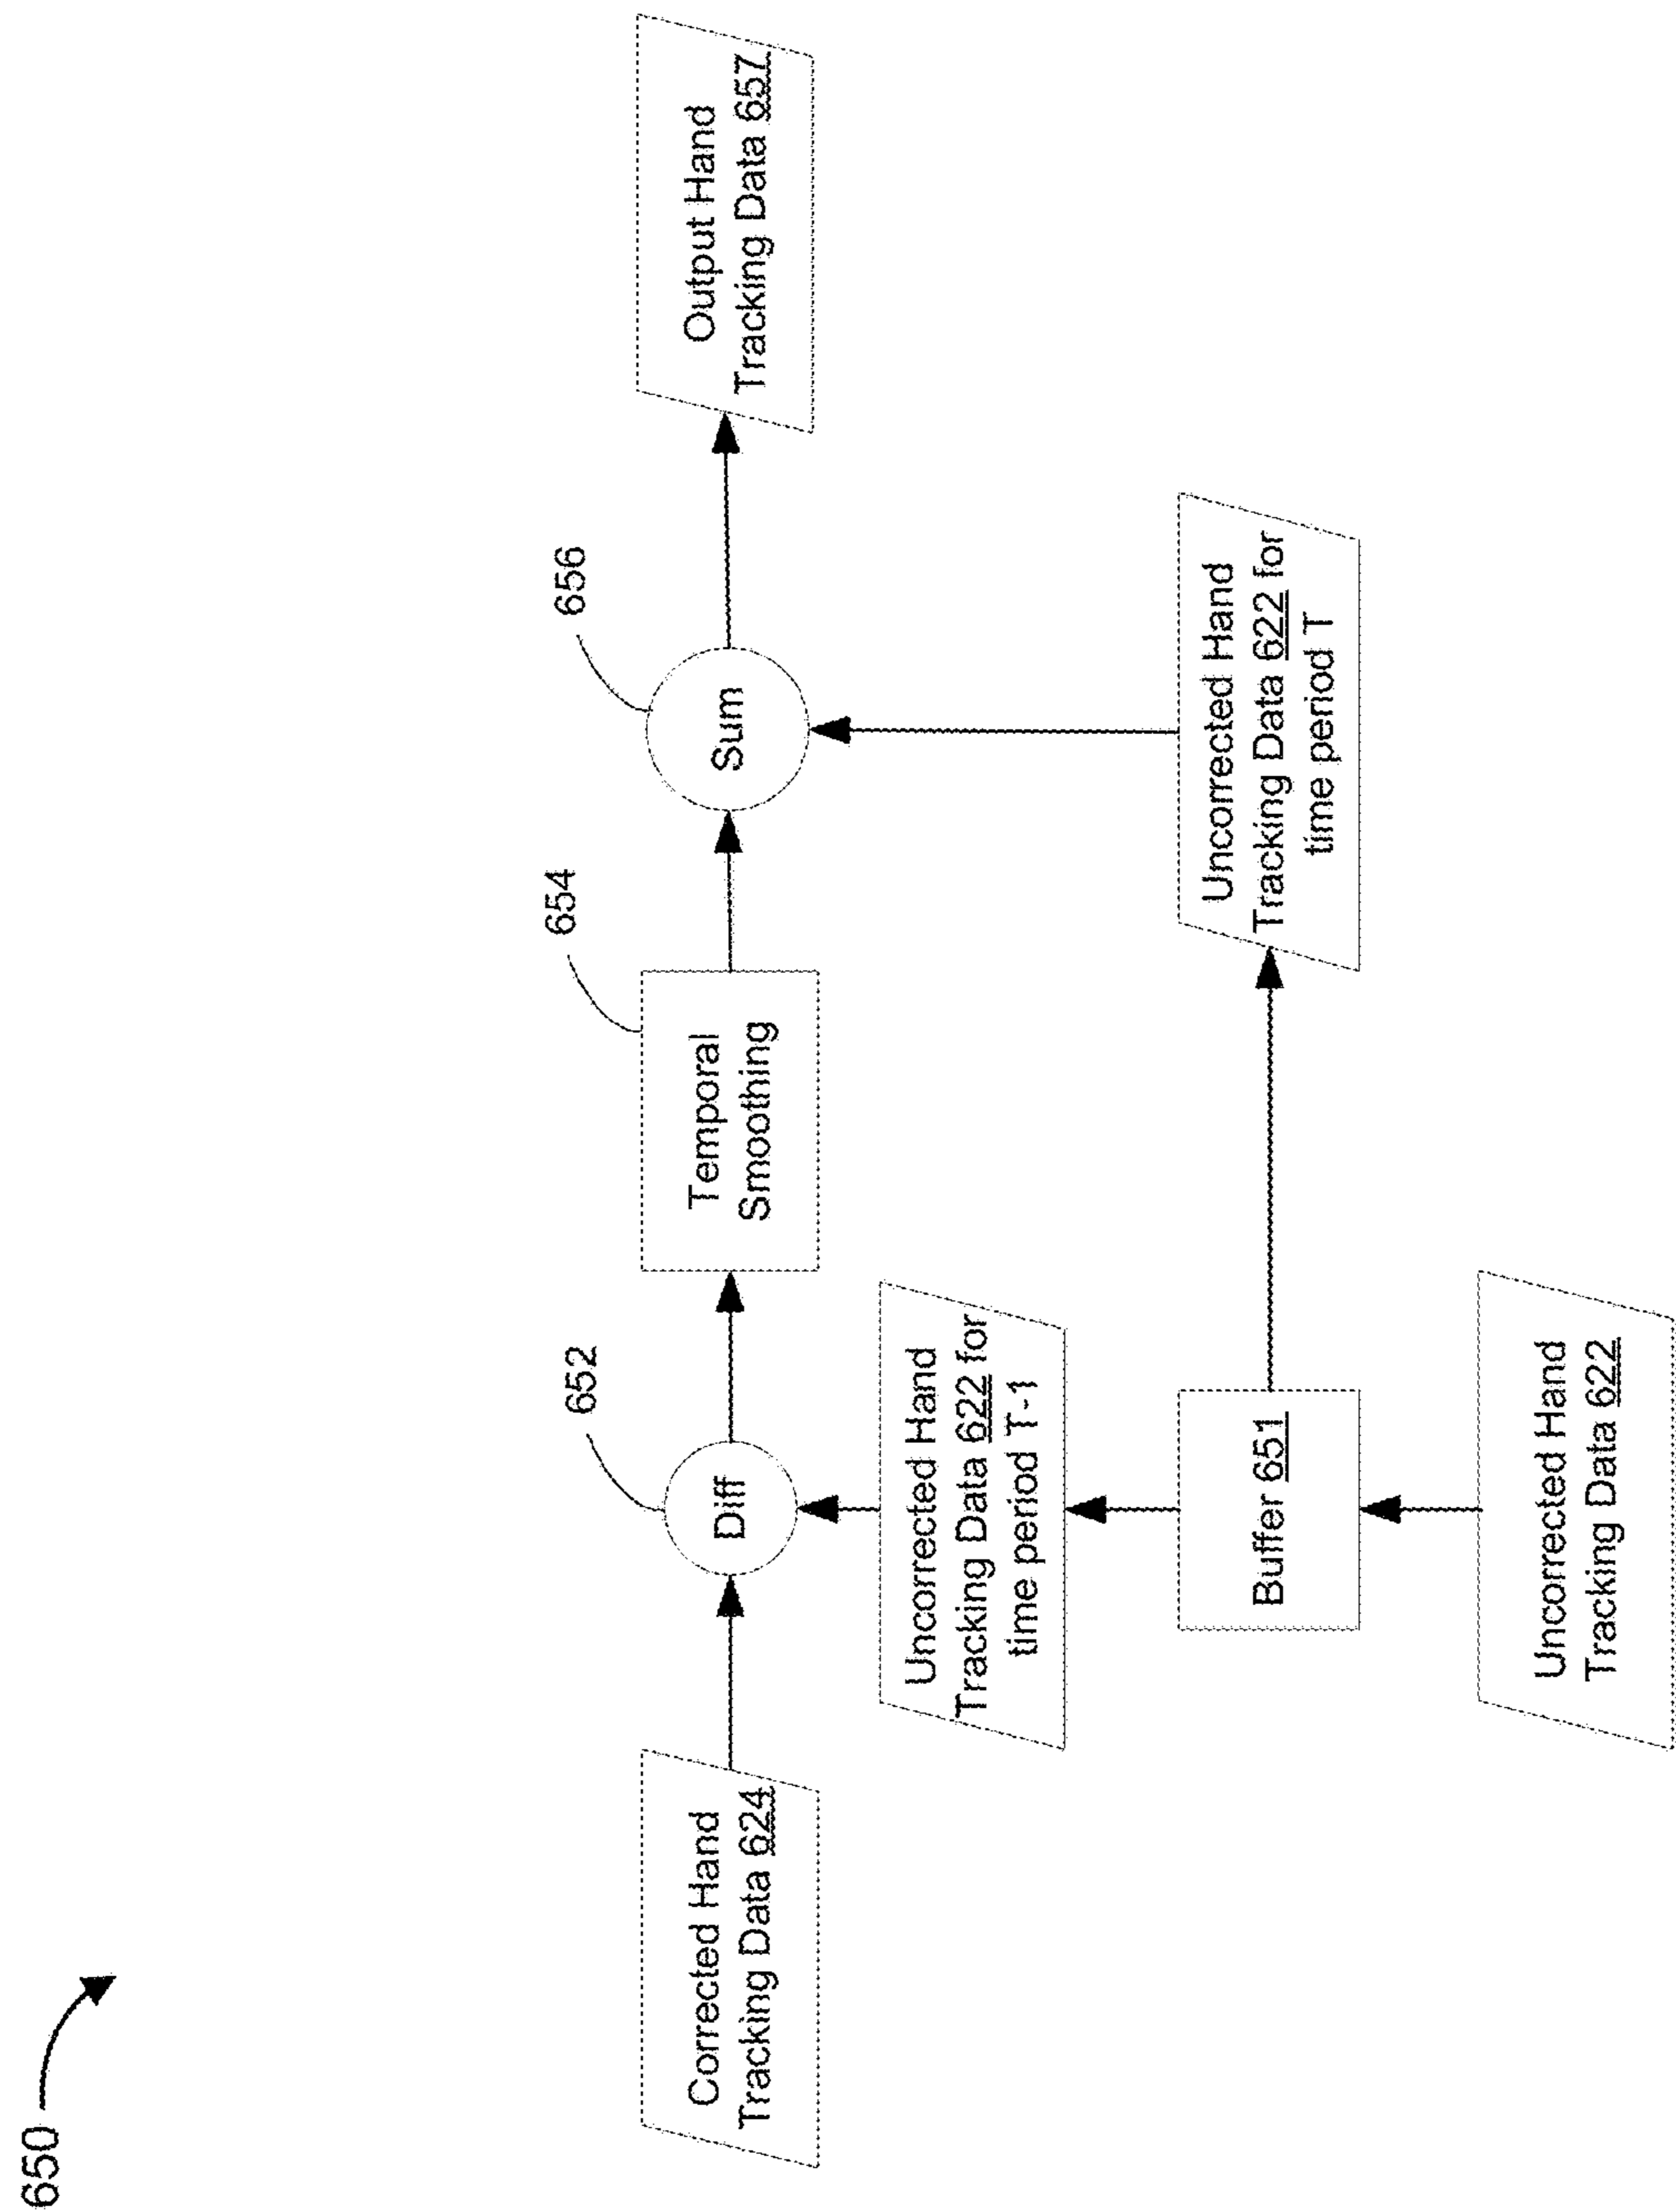 650
Corrected Hand
Tracking Data 624
652
Diff
Temporal
Smoothing
654
Sum
656
Output Hand
Tracking Data 657
Uncorrected Hand
Tracking Data 622 for
time period T-1
Buffer 651
Uncorrected Hand
Tracking Data 622
Uncorrected Hand
Tracking Data 622 for
time period T